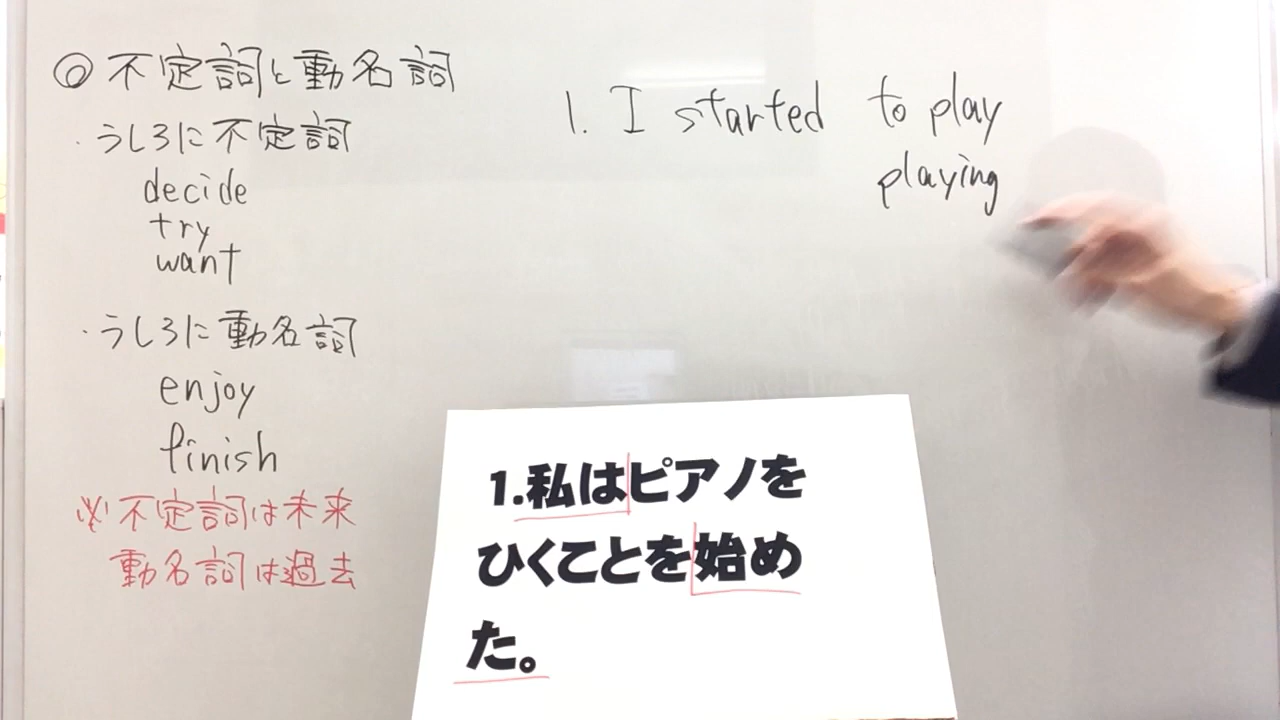 ◎不定詞と動名詞
・うしろに不定詞
decide
try
want
・うしろに動名詞
enjoy
finish
※不定詞は未来
動名詞は過去
1. I started to play
playing
1.私はピアノを
ひくことを始め
た。